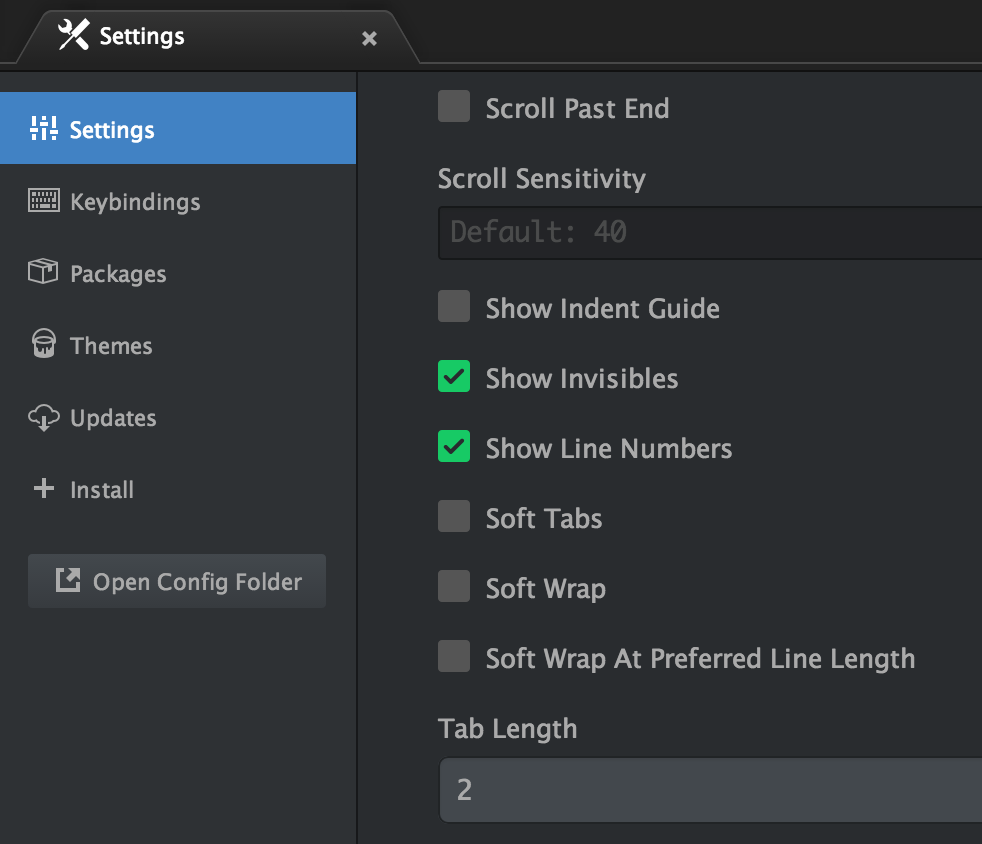 Settings
Settings
Keybindings
Packages
Themes
Updates
Install
Open Config Folder
Scroll Past End
Scroll Sensitivity
Default: 40
Show Indent Guide
Show Invisibles
Show Line Numbers
Soft Tabs
Soft Wrap
Soft Wrap At Preferred Line Length
Tab Length
2